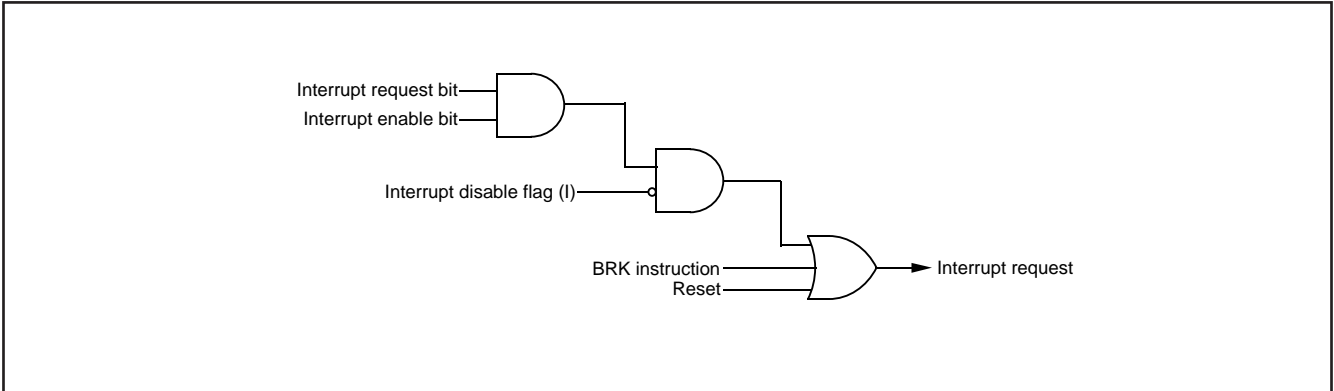 Interrupt request bit
Interrupt enable bit
Interrupt disable flag (I)
BRK instruction
Reset
Interrupt request